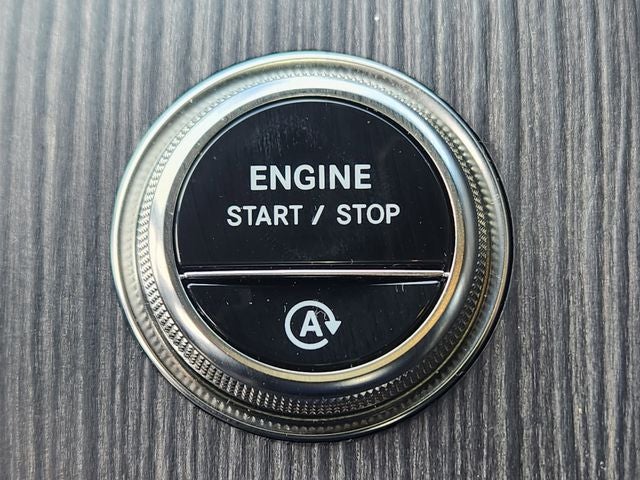 ENGINE
START / STOP
A